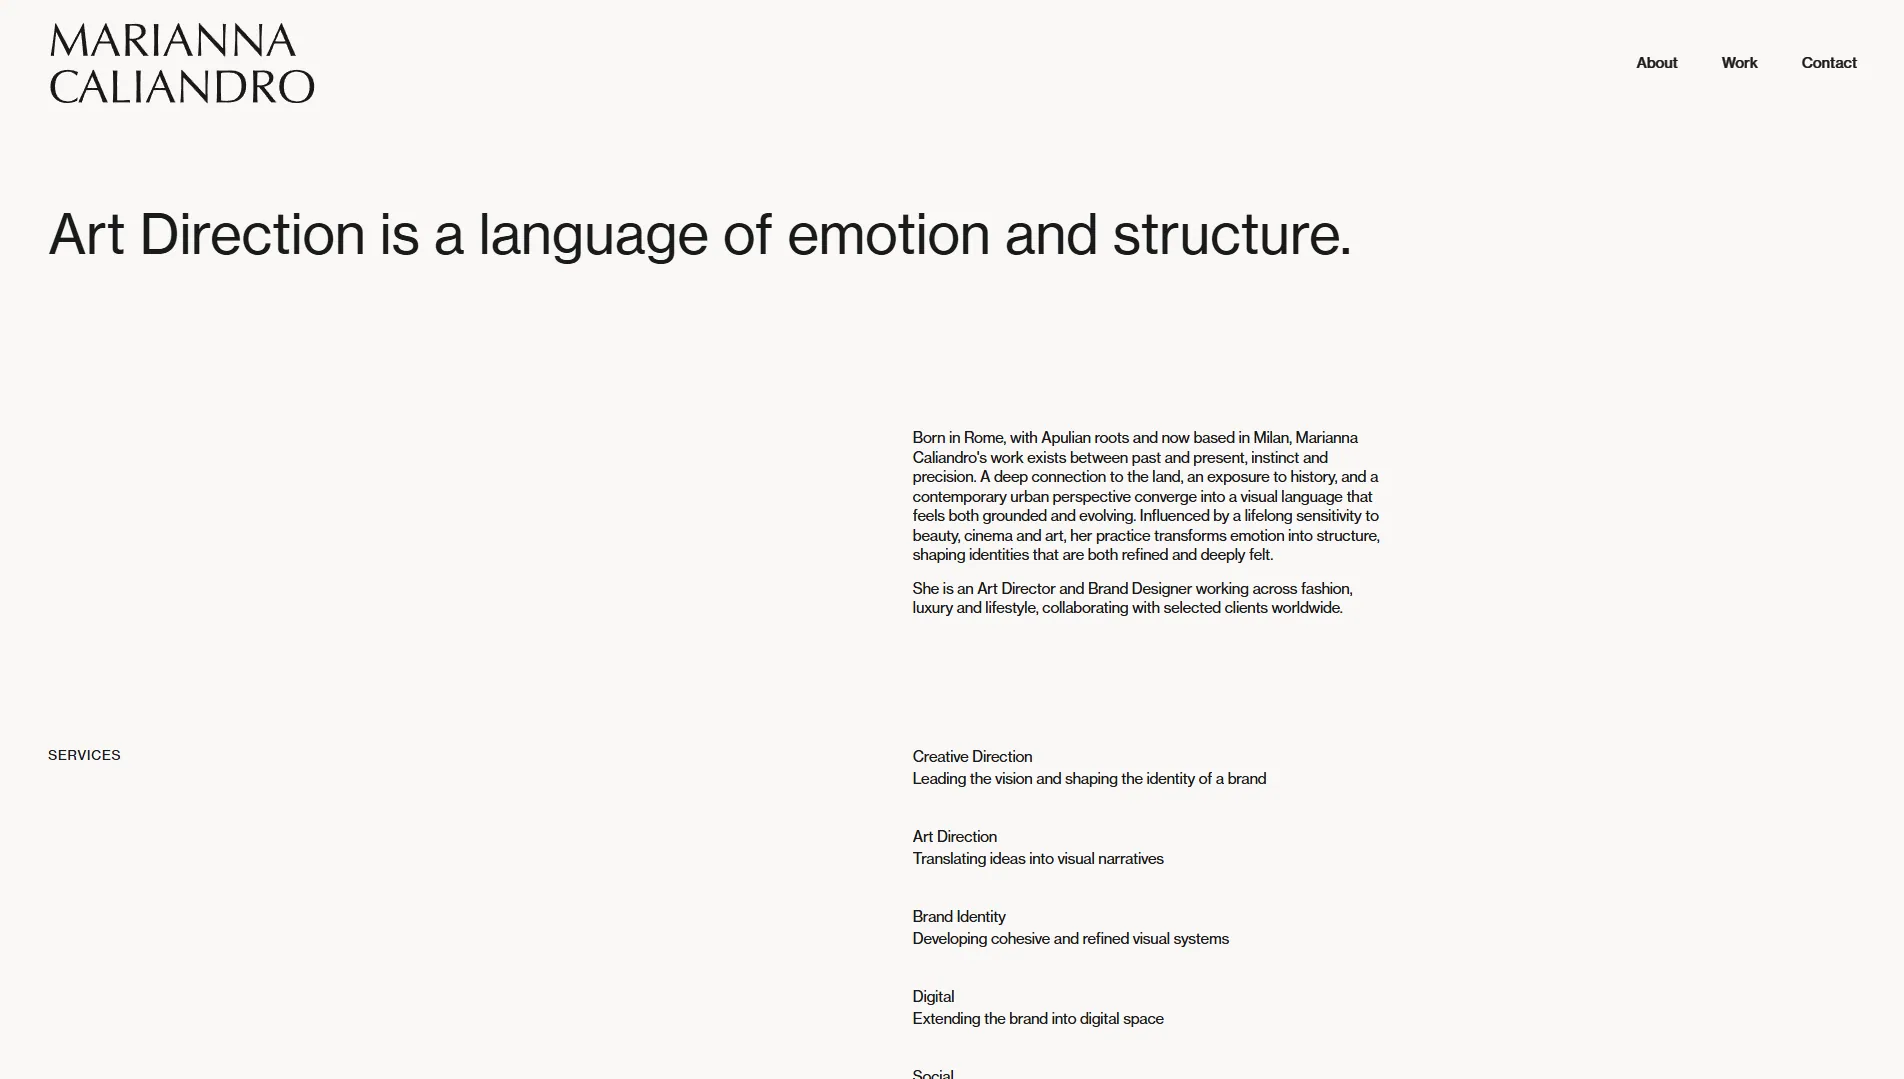 MARIANNA
CALIANDRO
About
Work
Contact
Art Direction is a language of emotion and structure.
Born in Rome, with Apulian roots and now based in Milan, Marianna
Caliandro's work exists between past and present, instinct and
precision. A deep connection to the land, an exposure to history, and a
contemporary urban perspective converge into a visual language that
feels both grounded and evolving. Influenced by a lifelong sensitivity to
beauty, cinema and art, her practice transforms emotion into structure,
shaping identities that are both refined and deeply felt.
She is an Art Director and Brand Designer working across fashion,
luxury and lifestyle, collaborating with selected clients worldwide.
SERVICES
Creative Direction
Leading the vision and shaping the identity of a brand
Art Direction
Translating ideas into visual narratives
Brand Identity
Developing cohesive and refined visual systems
Digital
Extending the brand into digital space
Social